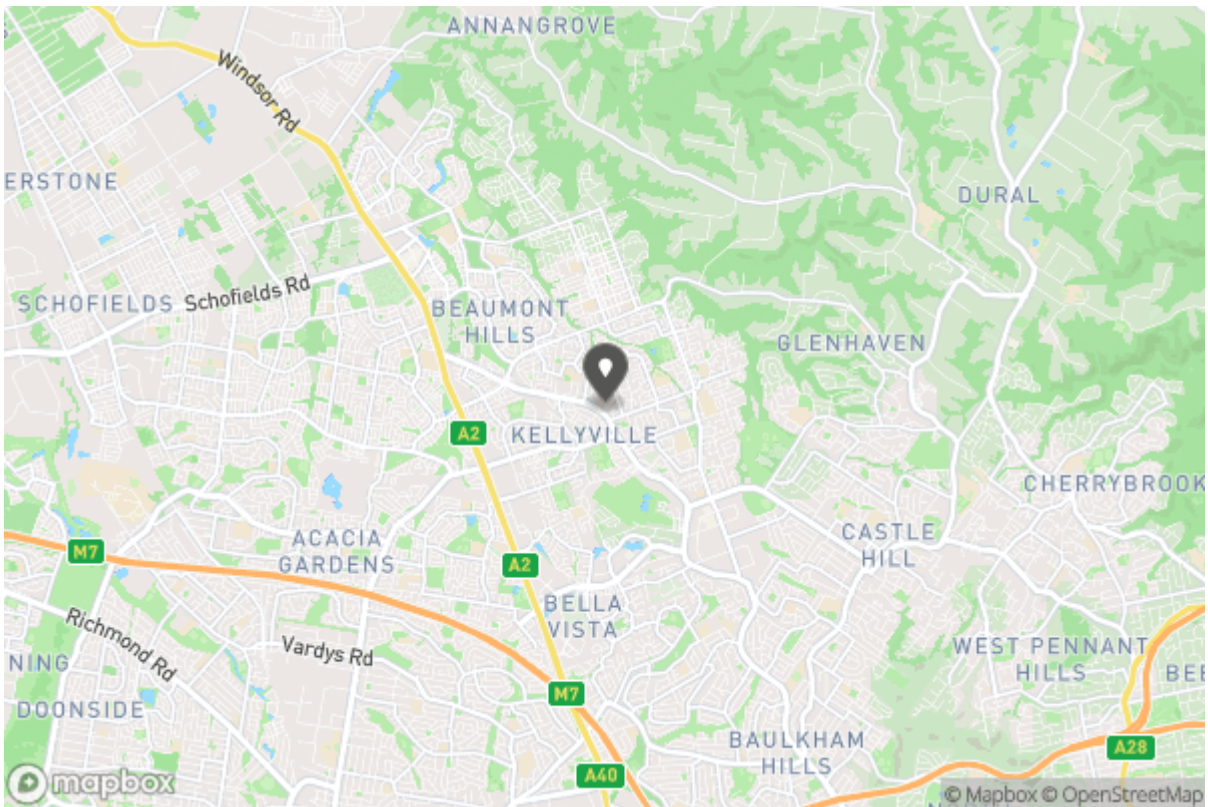 ANNANGROVE
Windsor Rd
ERSTONE
DURAL
SCHOFIELDS
Schofields Rd
BEAUMONT
HILLS
GLENHAVEN
A2
KELLYVILLE
CHERRYBROOK
ACACIA
GARDENS
CASTLE
HILL
M7
A2
BELLA
VISTA
Richmond Rd
Vardys Rd
WEST PENNANT
HILLS
NING
BEE
M7
DOONSIDE
BAULKHAM
HILLS
A28
A40
mapbox
© Mapbox © OpenStreetMap